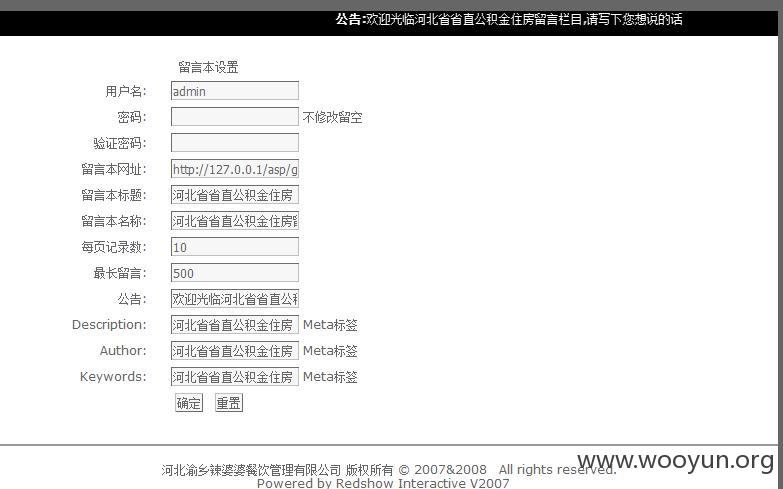 公告:欢迎光临河北省省直公积金住房留言栏目,请写下您想说的话
留言本设置
用户名: admin
密码: 不修改留空
验证密码:
留言本网址: http://127.0.0.1/asp/g
留言本标题: 河北省省直公积金住房
留言本名称: 河北省省直公积金住房
每页记录数: 10
最长留言: 500
公告: 欢迎光临河北省省直公
Description: 河北省省直公积金住房 Meta标签
Author: 河北省省直公积金住房 Meta标签
Keywords: 河北省省直公积金住房 Meta标签
确定 重置
河北渝乡辣婆婆餐饮管理有限公司 版权所有 © 2007&2008 All rights reserved.
Powered by Redshow Interactive V2007
www.wooyun.org